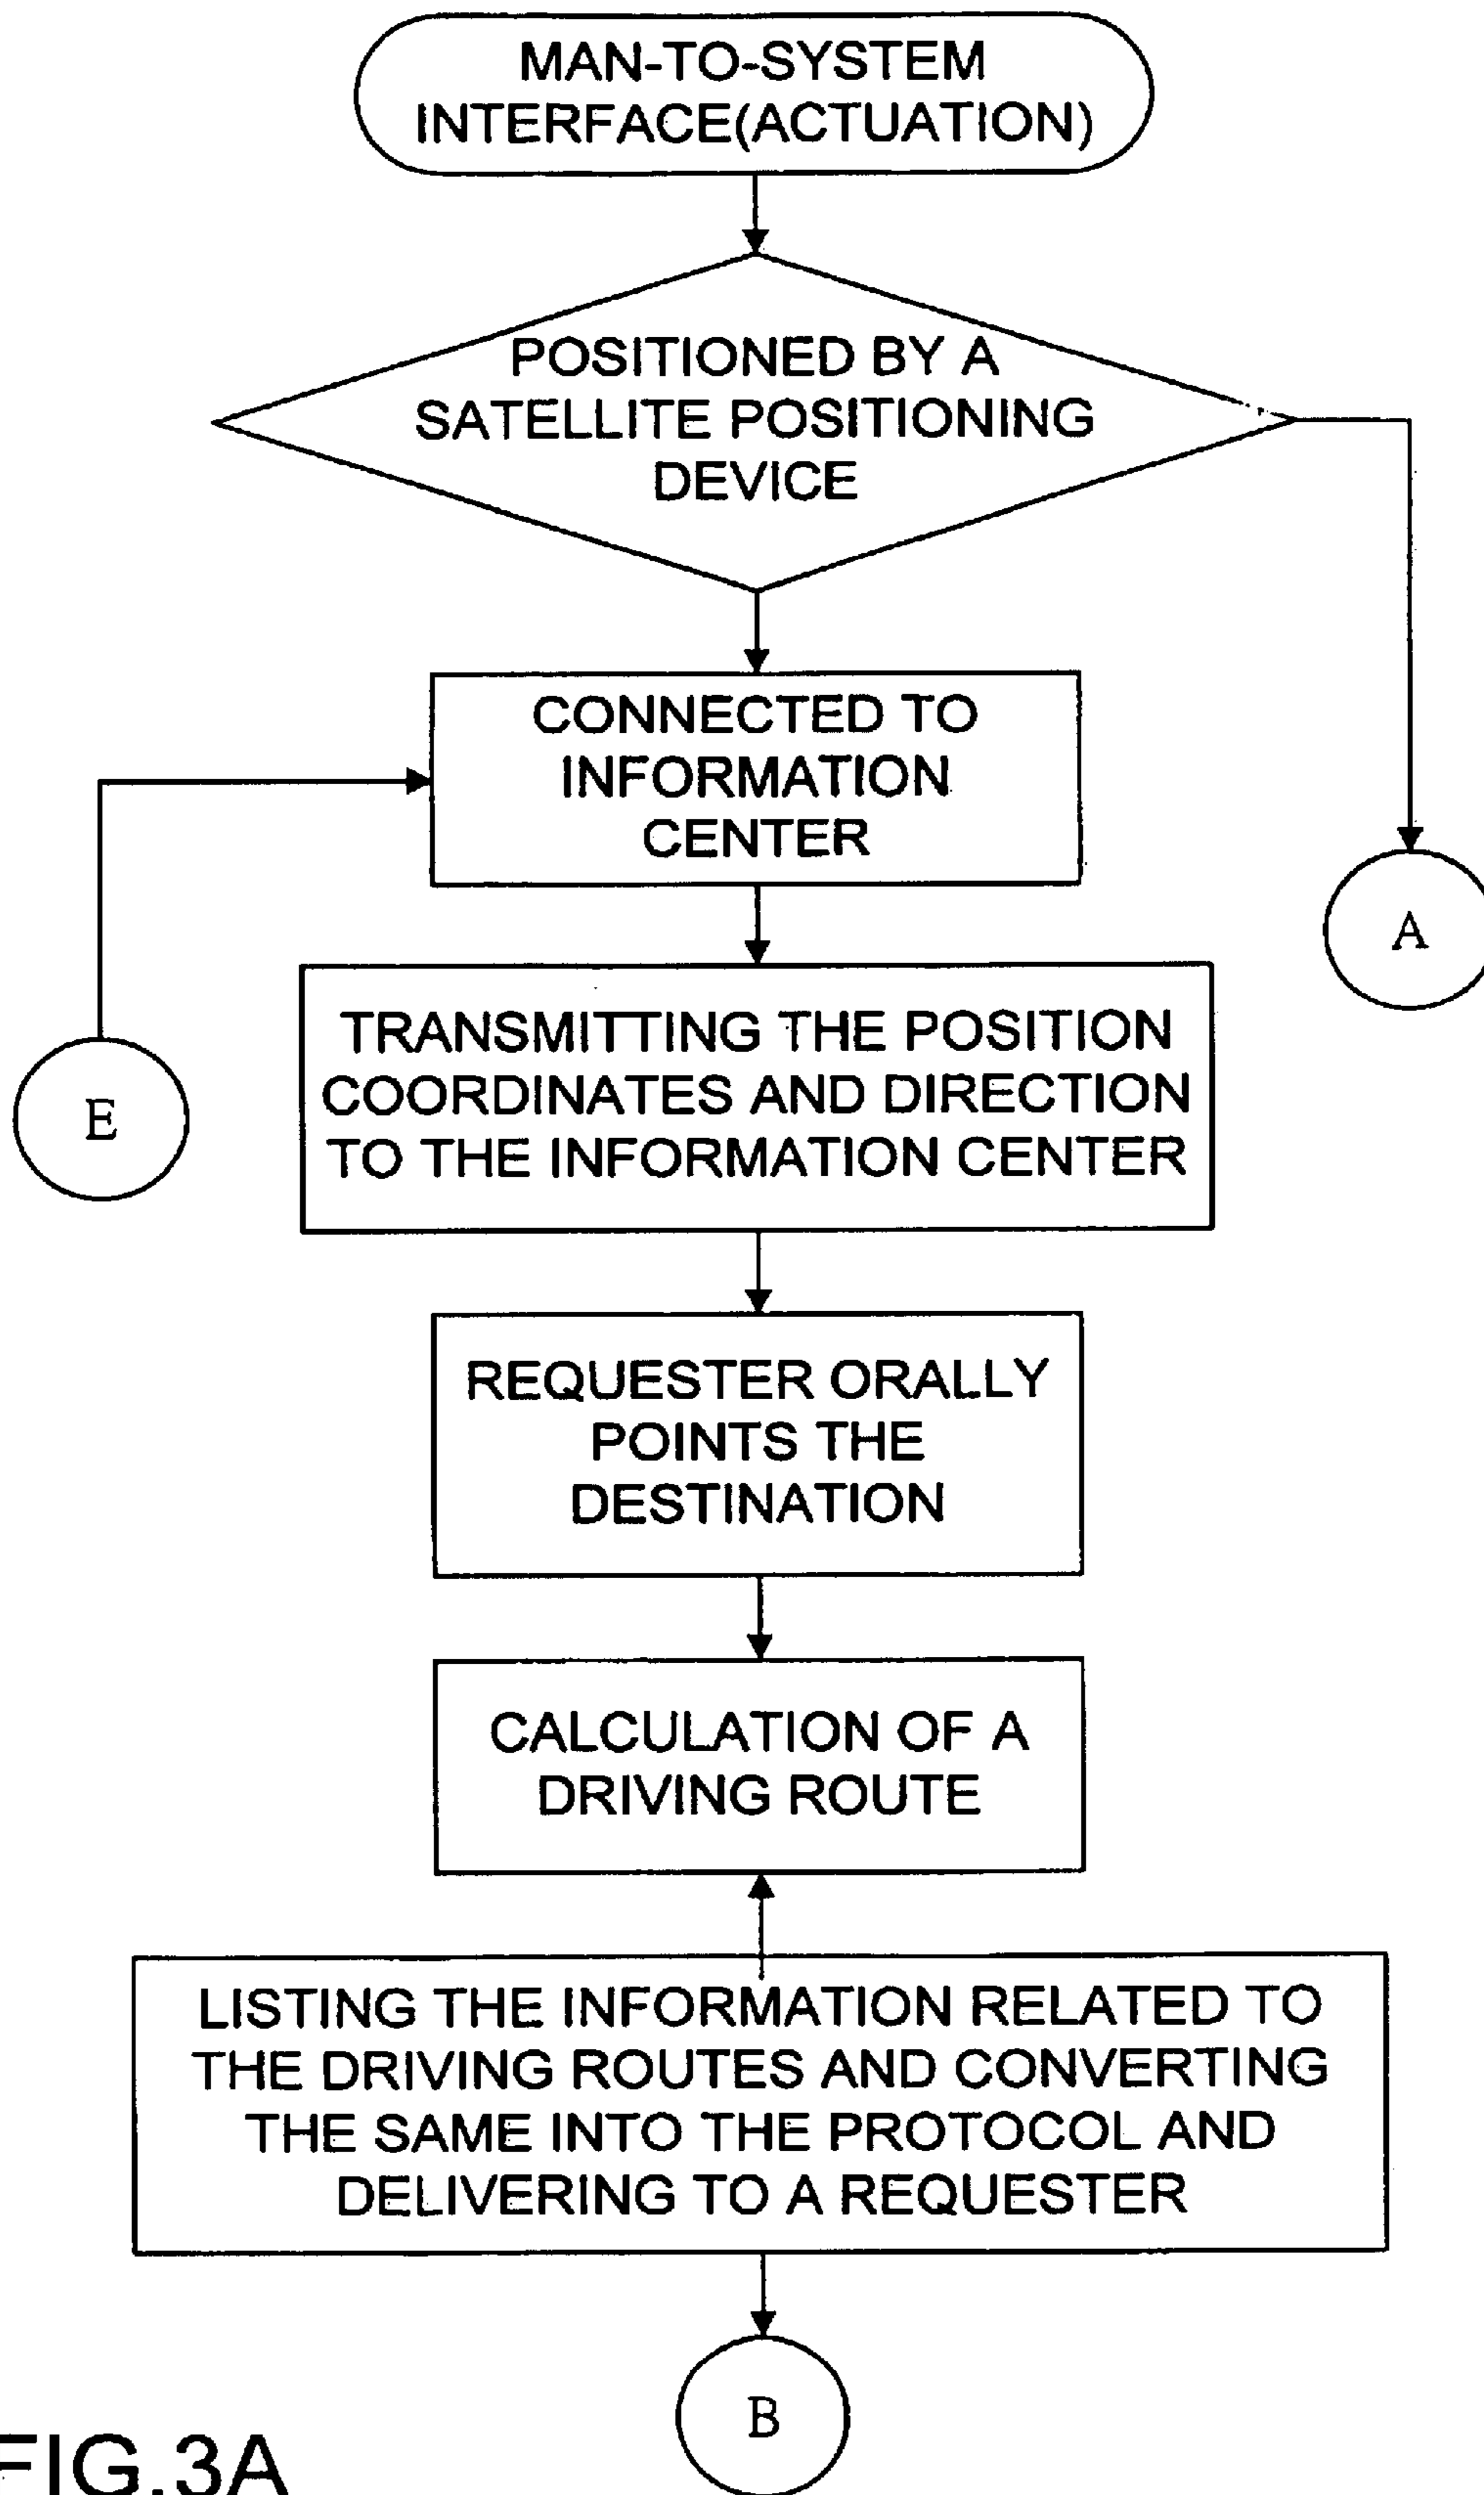 MAN-TO-SYSTEM
INTERFACE(ACTUATION)
POSITIONED BY A
SATELLITE POSITIONING
DEVICE
CONNECTED TO
INFORMATION
CENTER
A
TRANSMITTING THE POSITION
COORDINATES AND DIRECTION
TO THE INFORMATION CENTER
E
REQUESTER ORALLY
POINTS THE
DESTINATION
CALCULATION OF A
DRIVING ROUTE
LISTING THE INFORMATION RELATED TO
THE DRIVING ROUTES AND CONVERTING
THE SAME INTO THE PROTOCOL AND
DELIVERING TO A REQUESTER
B
FIG.3A